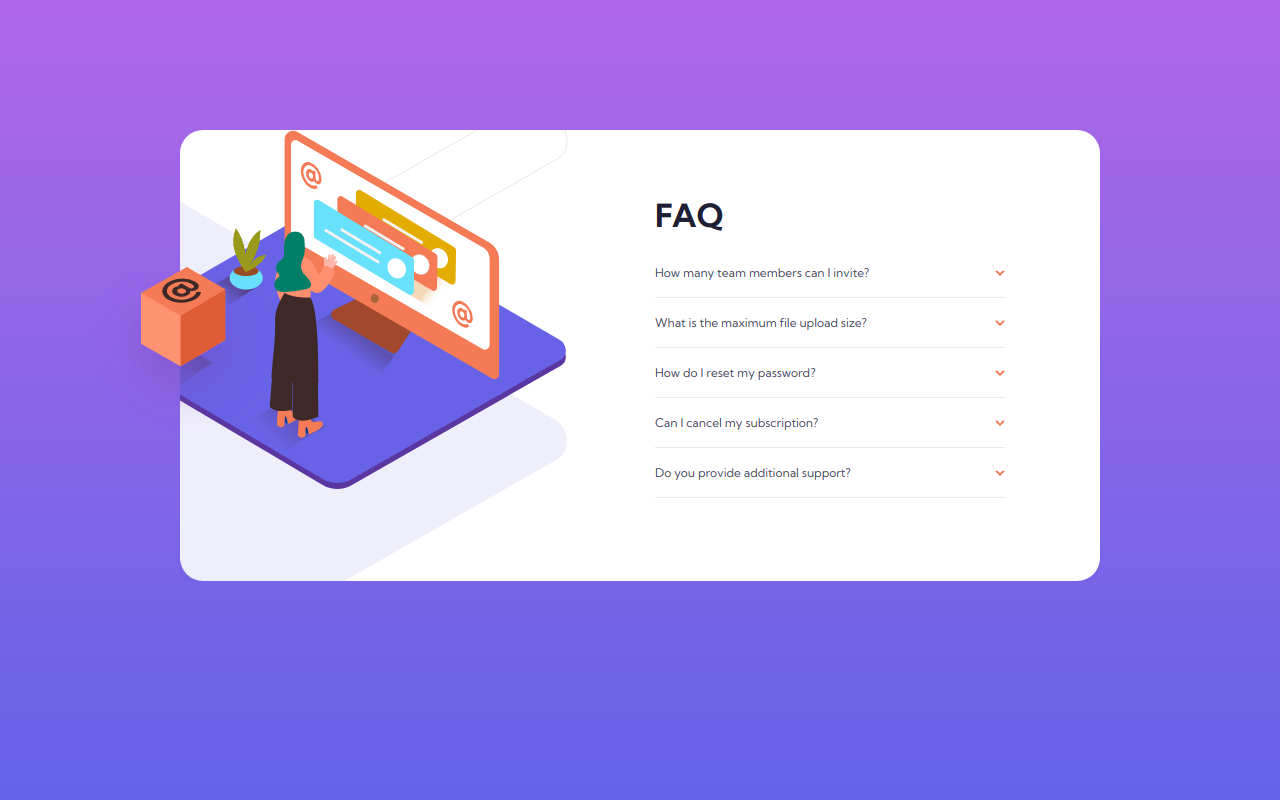 @
@
@
FAQ
How many team members can I invite?
What is the maximum file upload size?
How do I reset my password?
Can I cancel my subscription?
Do you provide additional support?